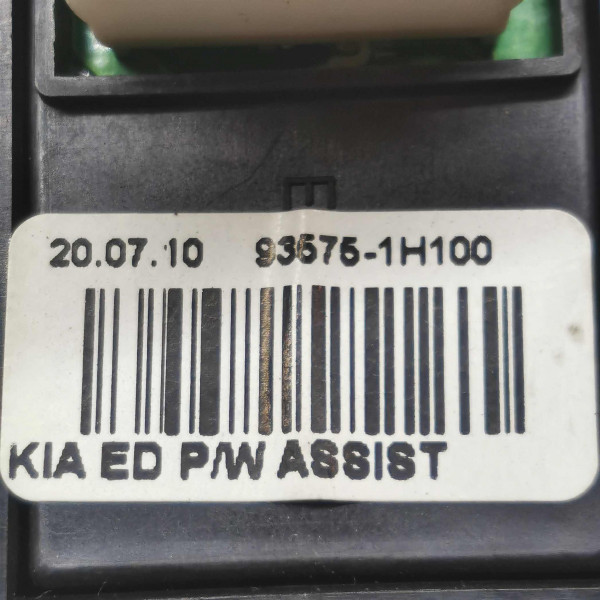 E
20.07.10 93575-1H100
KIA ED P/W ASSIST